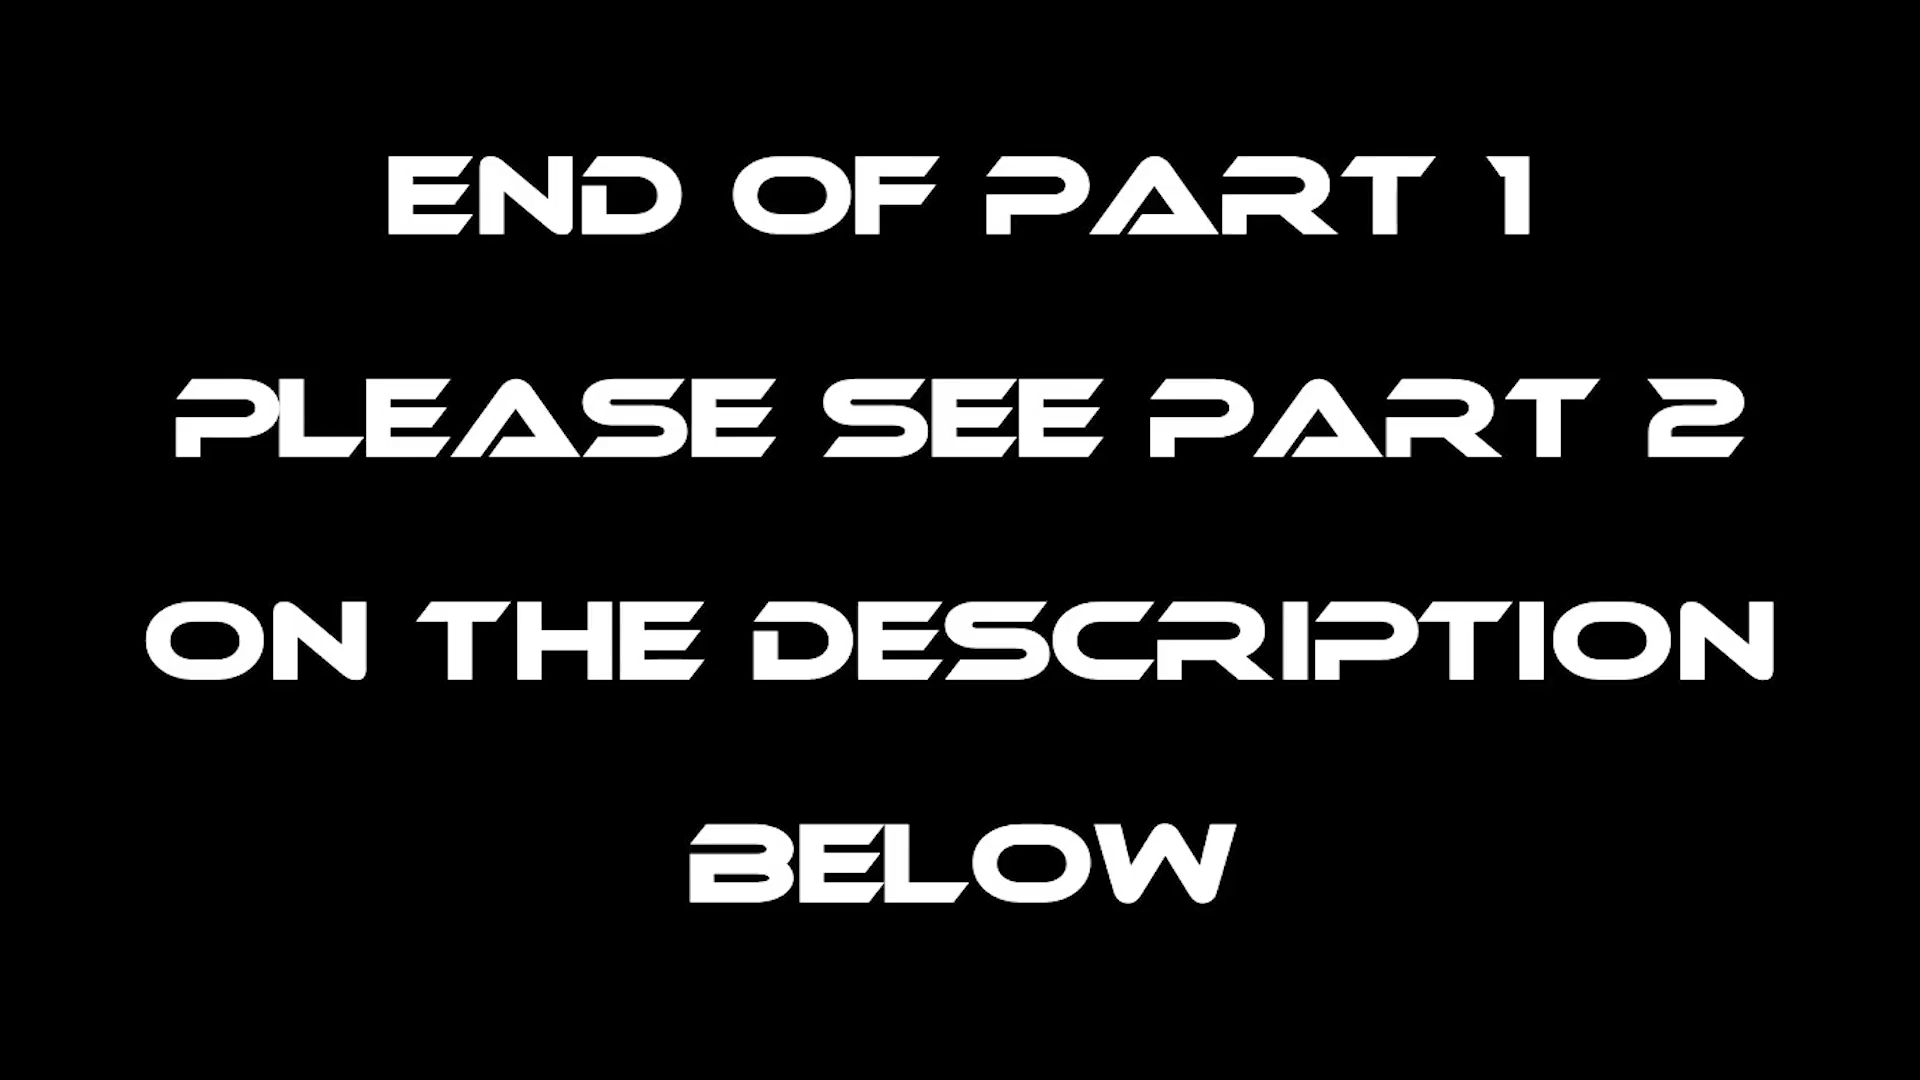 END OF PART 1
PLEASE SEE PART 2
ON THE DESCRIPTION
BELOW